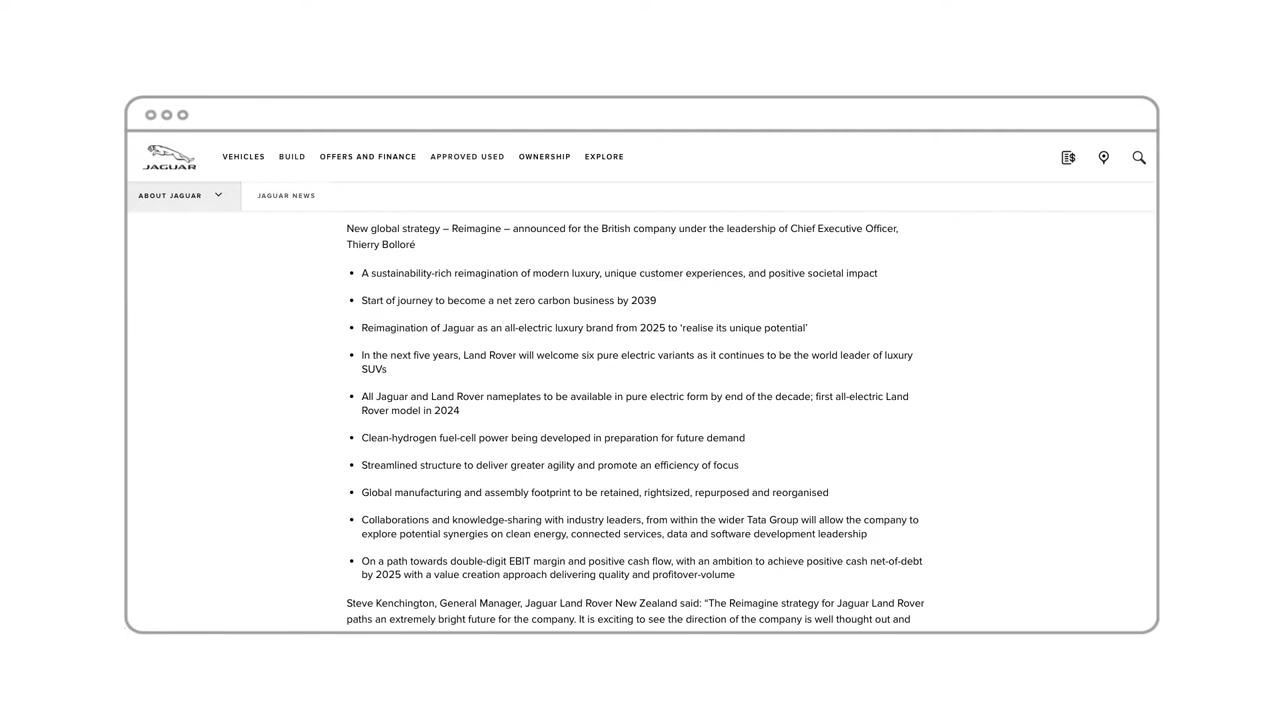 JAGUAR
VEHICLES BUILD OFFERS AND FINANCE APPROVED USED OWNERSHIP EXPLORE
ABOUT JAGUAR JAGUAR NEWS
New global strategy – Reimagine – announced for the British company under the leadership of Chief Executive Officer,
Thierry Bolloré
• A sustainability-rich reimagination of modern luxury, unique customer experiences, and positive societal impact
• Start of journey to become a net zero carbon business by 2039
• Reimagination of Jaguar as an all-electric luxury brand from 2025 to ‘realise its unique potential’
• In the next five years, Land Rover will welcome six pure electric variants as it continues to be the world leader of luxury
SUVs
• All Jaguar and Land Rover nameplates to be available in pure electric form by end of the decade; first all-electric Land
Rover model in 2024
• Clean-hydrogen fuel-cell power being developed in preparation for future demand
• Streamlined structure to deliver greater agility and promote an efficiency of focus
• Global manufacturing and assembly footprint to be retained, rightsized, repurposed and reorganised
• Collaborations and knowledge-sharing with industry leaders, from within the wider Tata Group will allow the company to
explore potential synergies on clean energy, connected services, data and software development leadership
• On a path towards double-digit EBIT margin and positive cash flow, with an ambition to achieve positive cash net-of-debt
by 2025 with a value creation approach delivering quality and profitover-volume
Steve Kenchington, General Manager, Jaguar Land Rover New Zealand said: “The Reimagine strategy for Jaguar Land Rover
paths an extremely bright future for the company. It is exciting to see the direction of the company is well thought out and